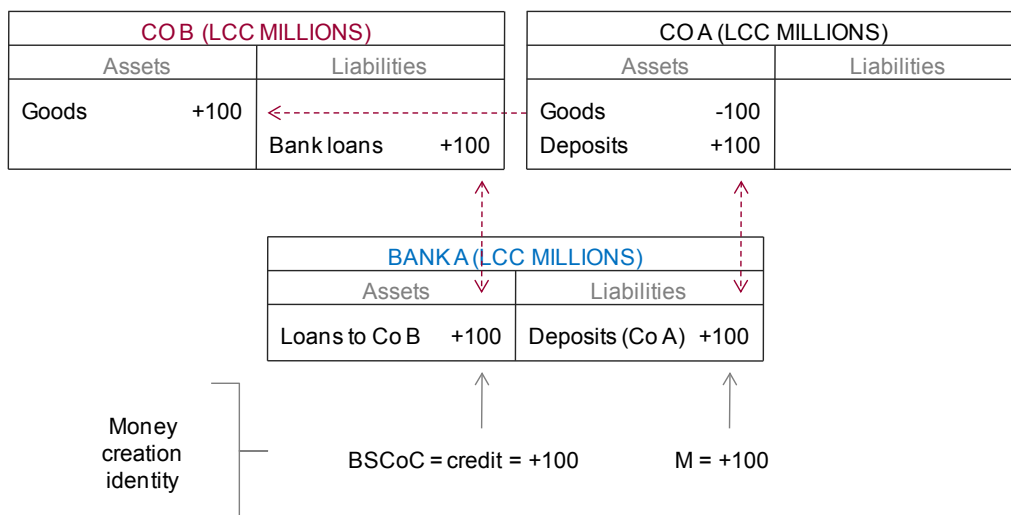 CO B (LCC MILLIONS)
Assets Liabilities
Goods +100
Bank loans +100
CO A (LCC MILLIONS)
Assets Liabilities
Goods -100
Deposits +100
BANK A (LCC MILLIONS)
Assets Liabilities
Loans to Co B +100 Deposits (Co A) +100
Money
creation
identity
BSCoC = credit = +100 M = +100